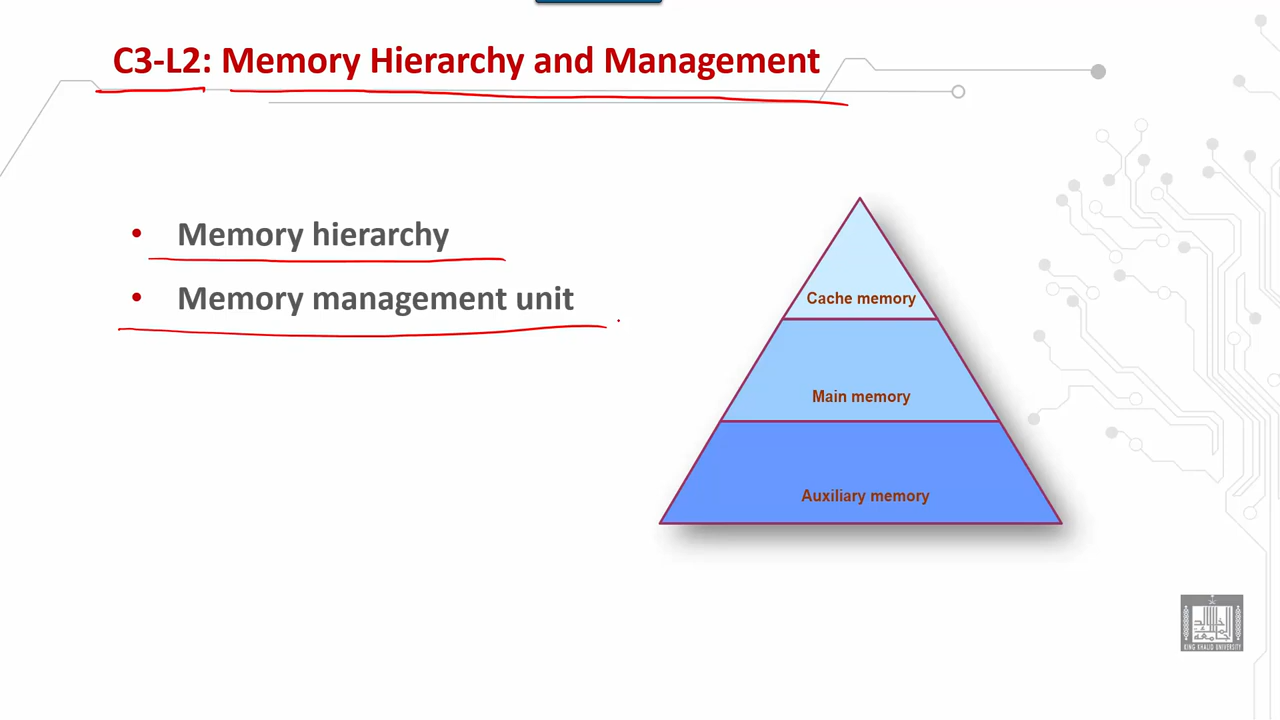 C3-L2: Memory Hierarchy and Management
• Memory hierarchy
• Memory management unit
Cache memory
Main memory
Auxiliary memory
KING KHALID UNIVERSITY